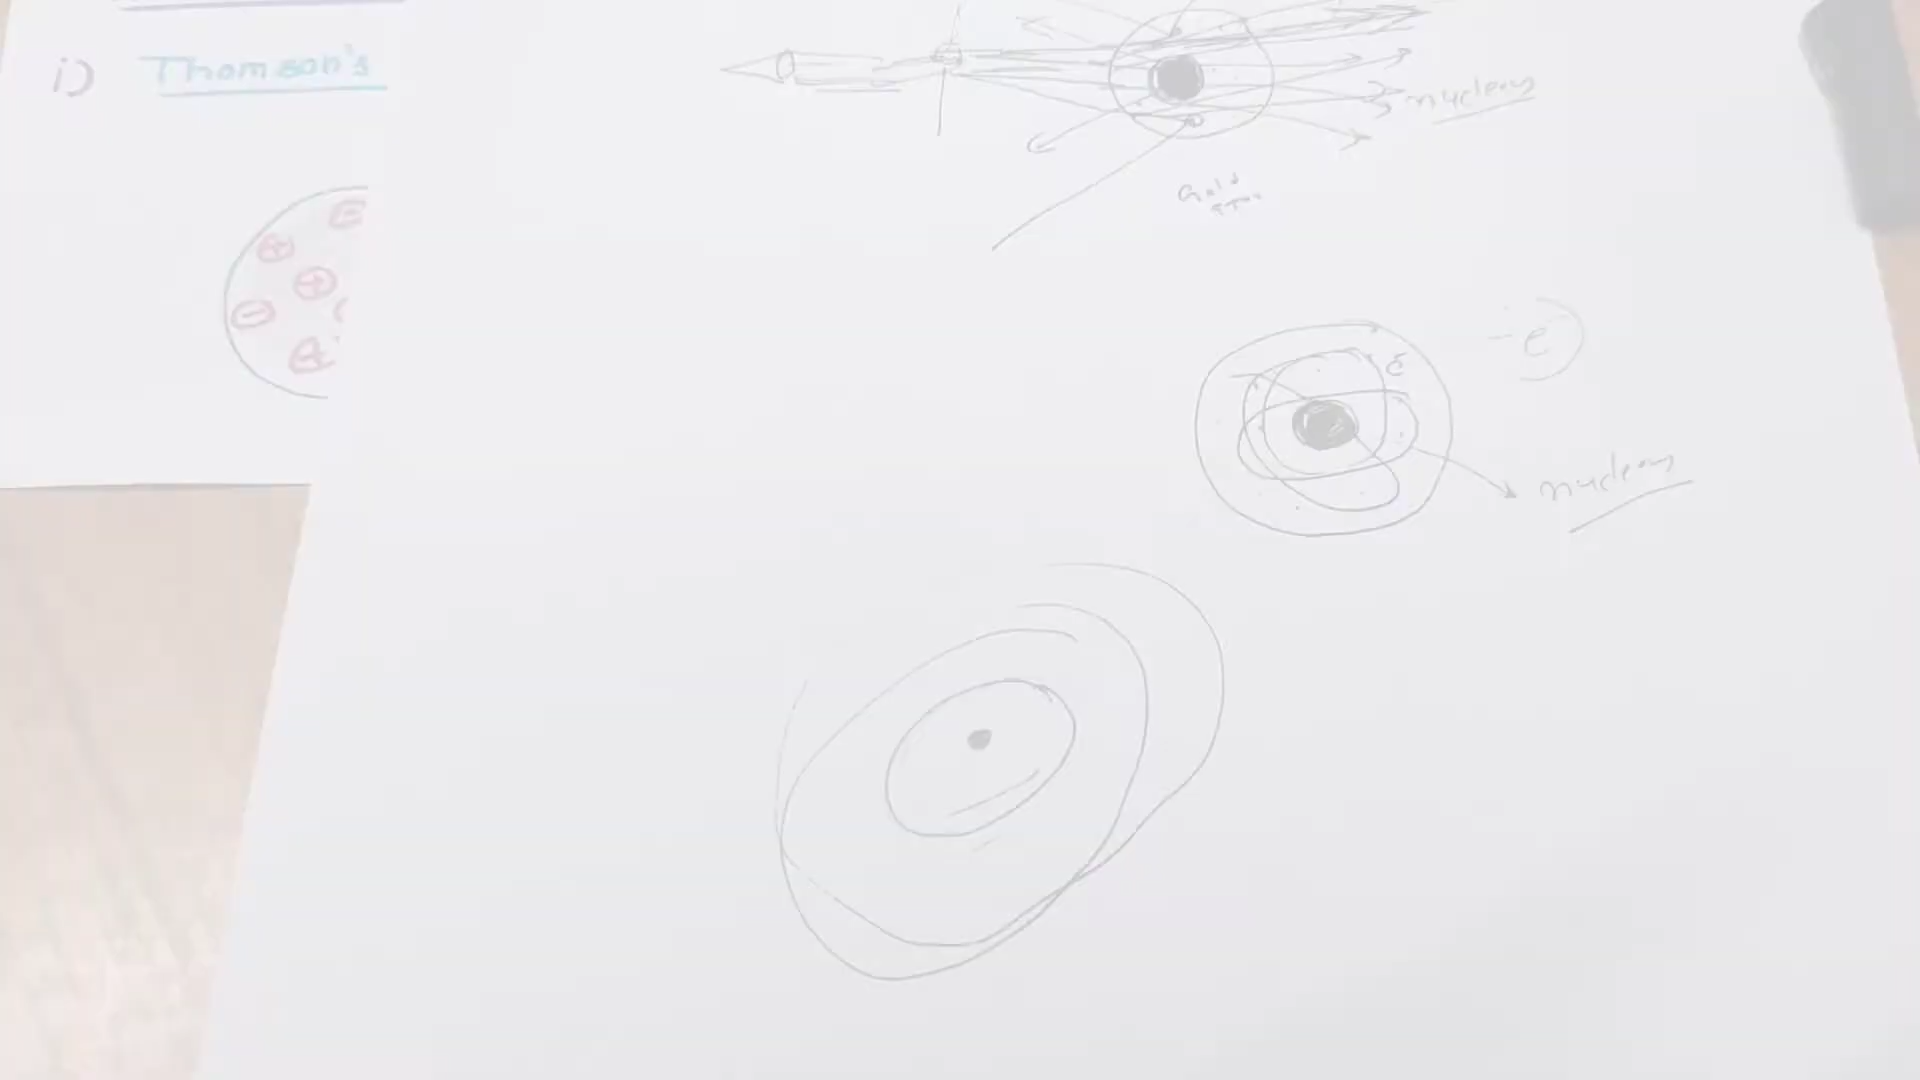 i) Thomson's
nucleus
Gold
- e
e
nucleus